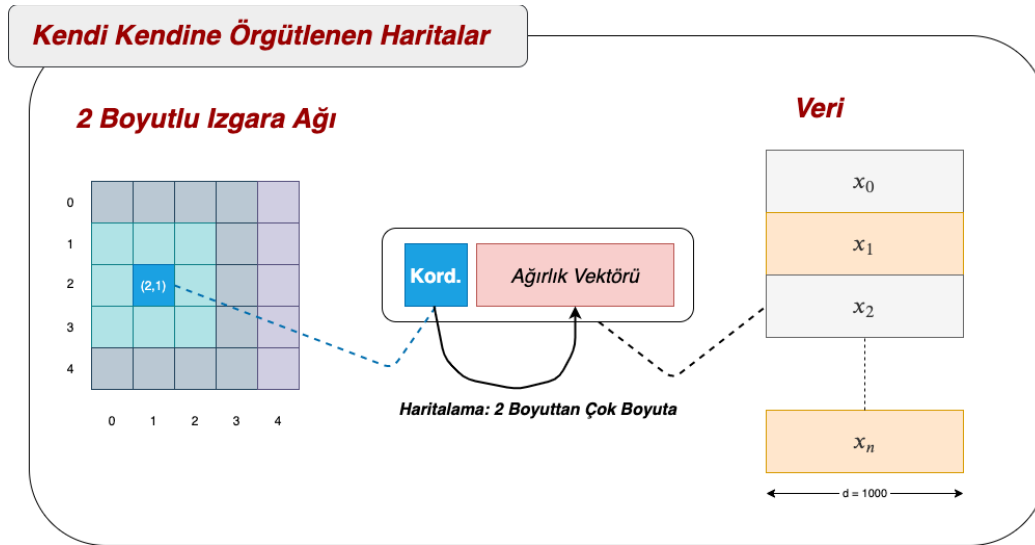 Kendi Kendine Örgütlenen Haritalar
2 Boyutlu Izgara Ağı
Veri
0
1
2
3
4
(2,1)
0 1 2 3 4
Kord.
Ağırlık Vektörü
Haritalama: 2 Boyuttan Çok Boyuta
x₀
x₁
x₂
xₙ
d = 1000